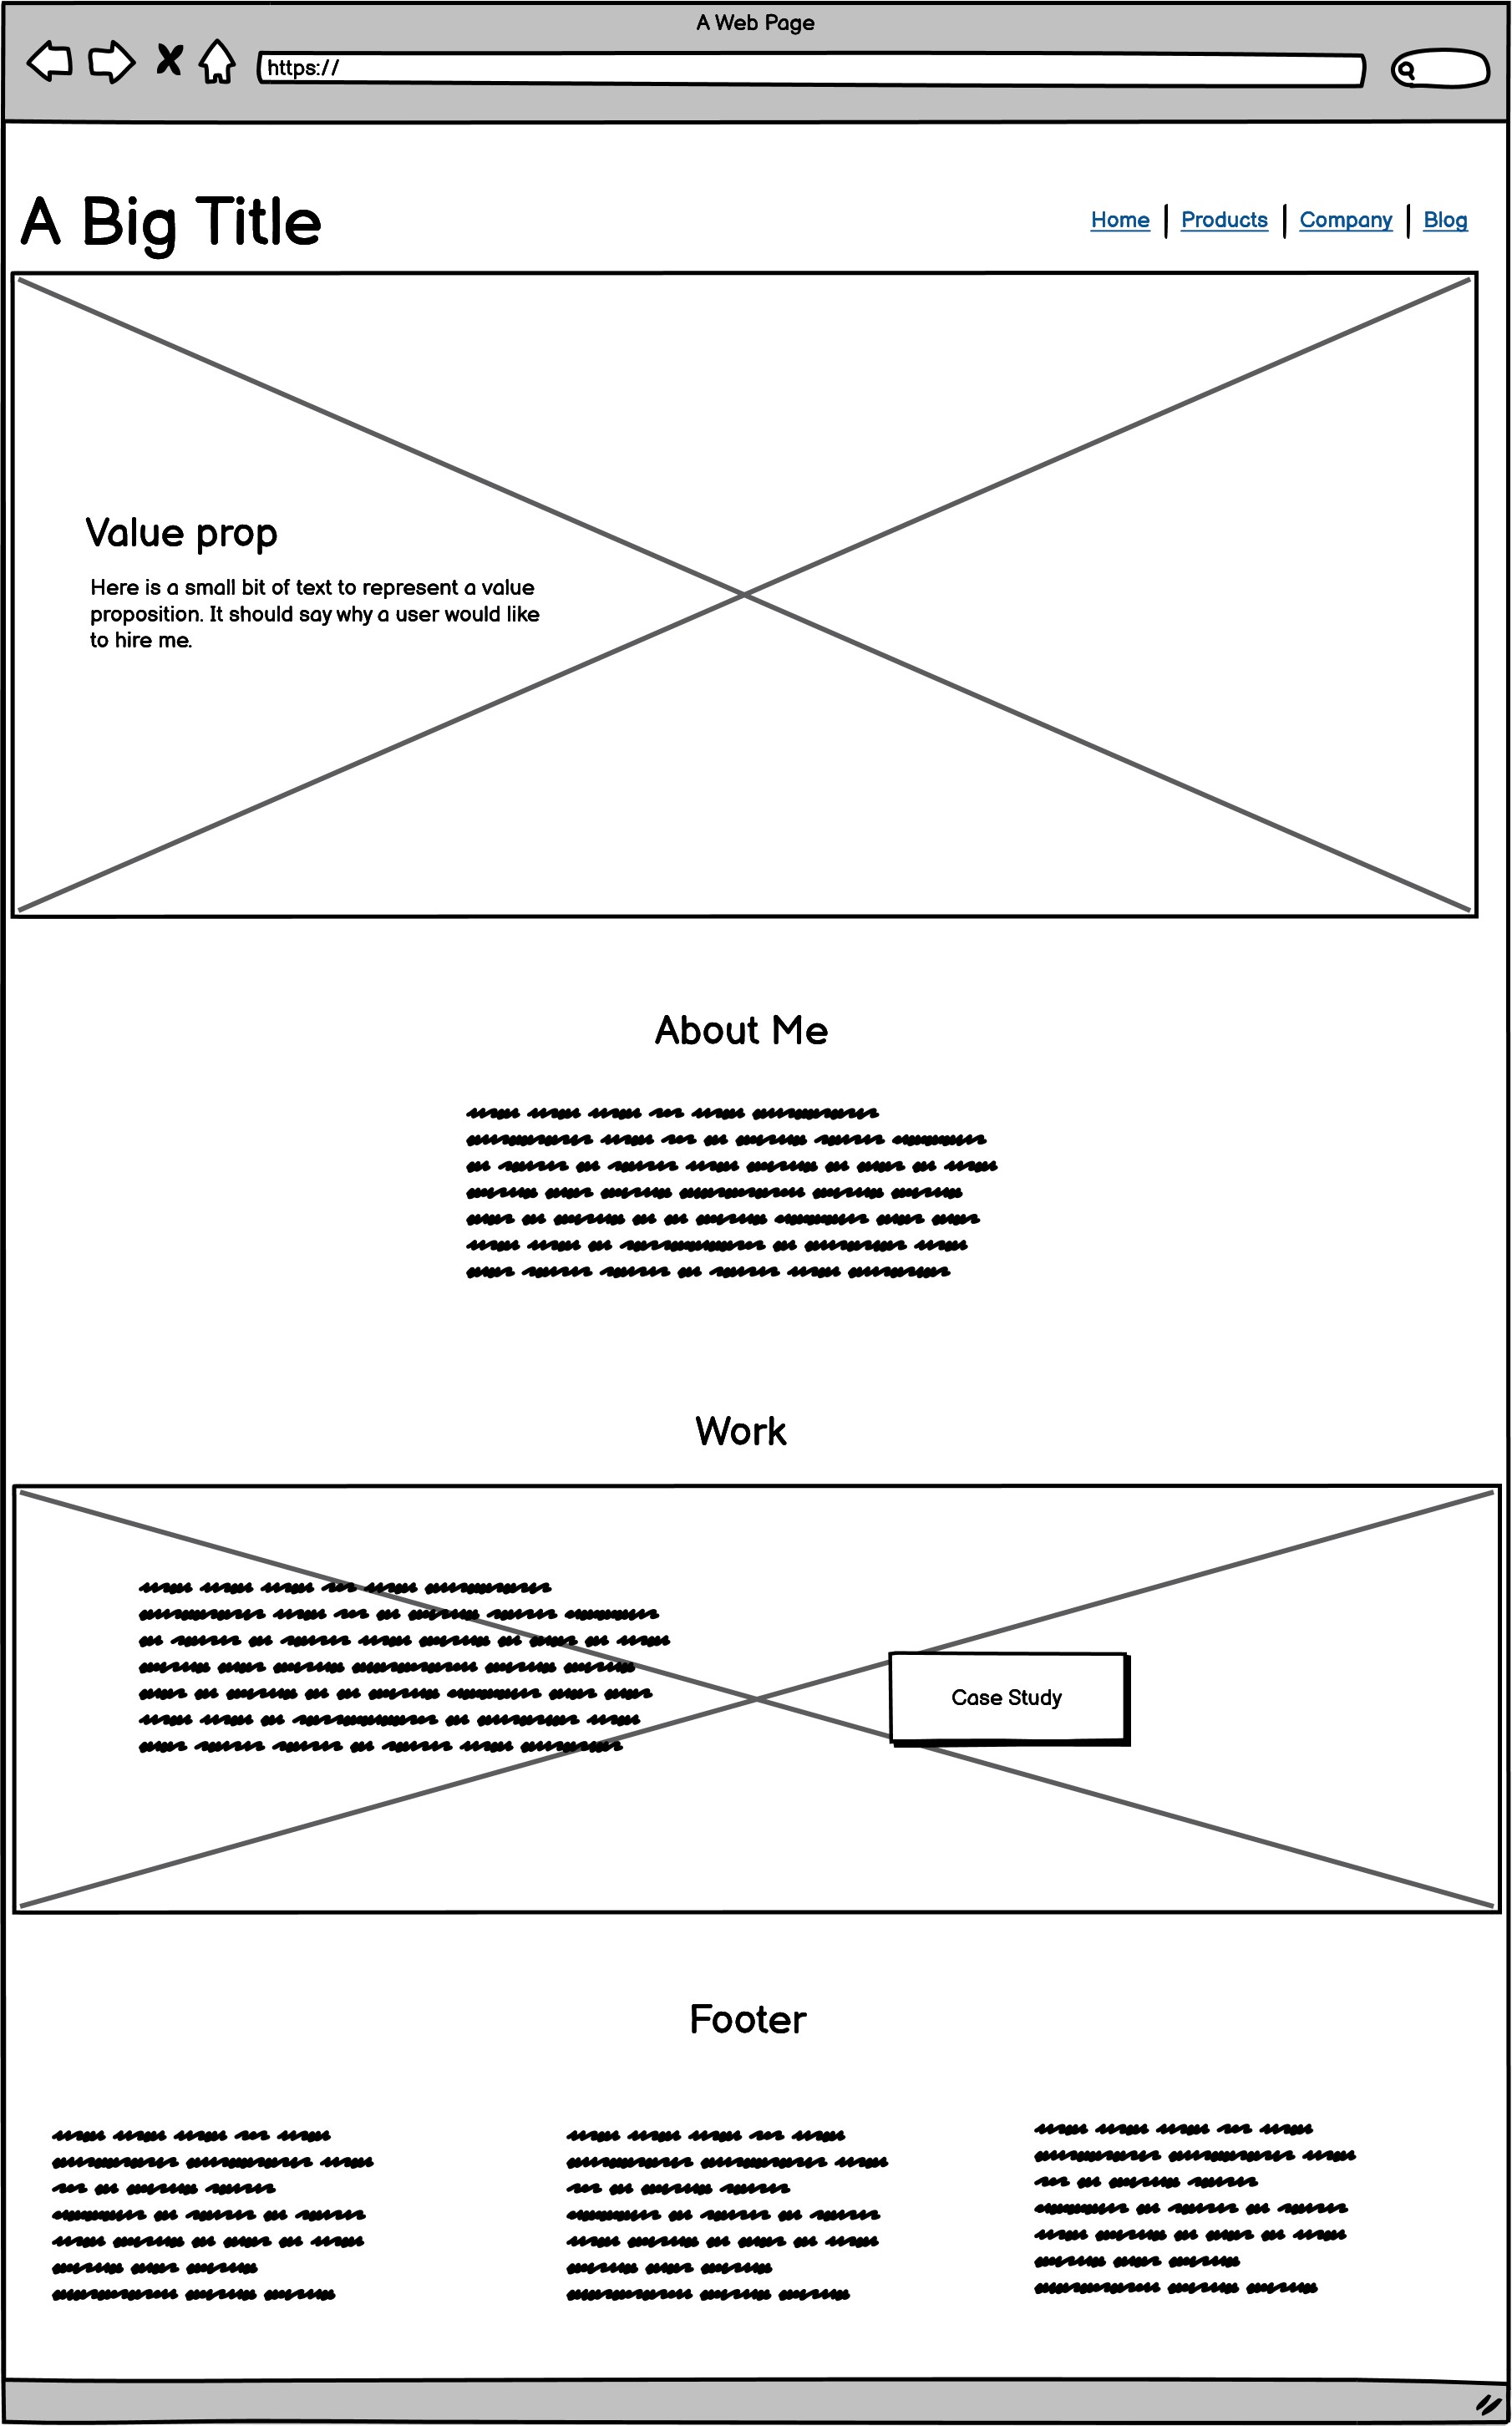 A Web Page
https://
A Big Title
Home | Products | Company | Blog
Value prop
Here is a small bit of text to represent a value
proposition. It should say why a user would like
to hire me.
About Me
Work
Case Study
Footer